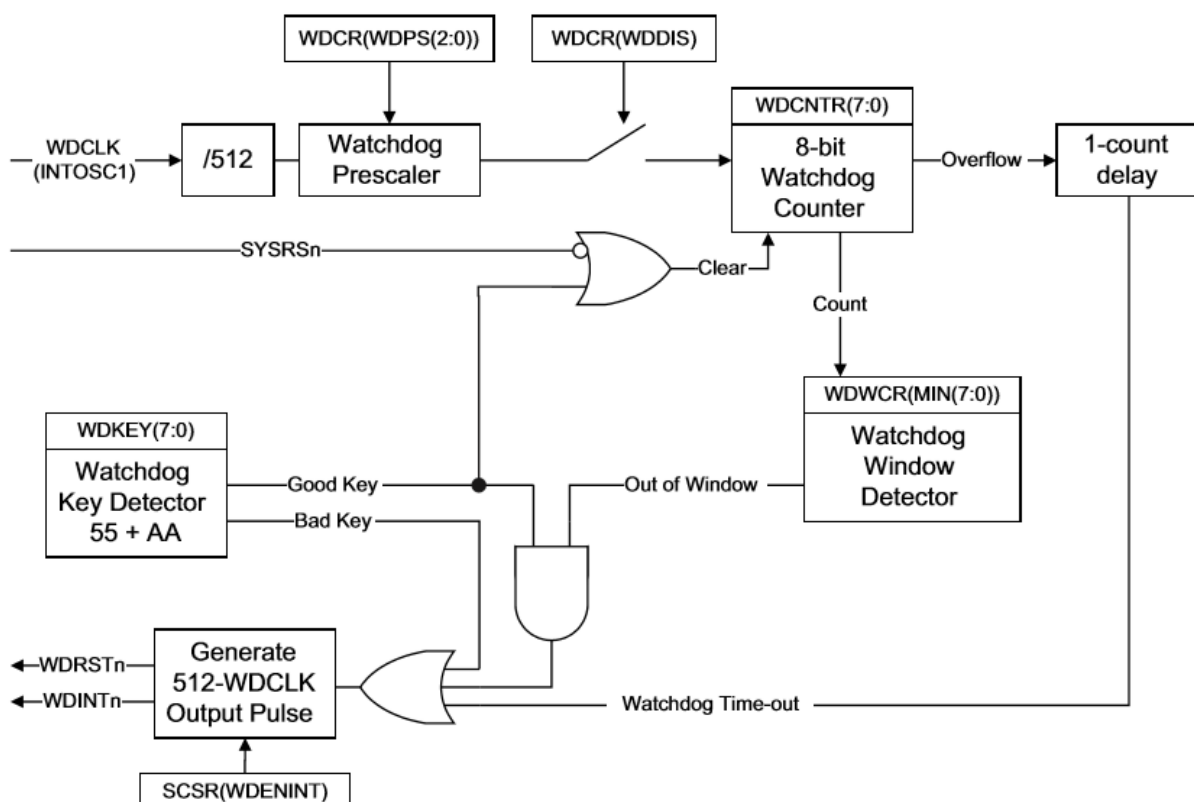 WDCR(WDPS(2:0))
WDCR(WDDIS)
WDCNTR(7:0)
WDCLK
(INTOSC1)
/512
Watchdog
Prescaler
8-bit
Watchdog
Counter
Overflow
1-count
delay
SYSRSn
Clear
Count
WDWCR(MIN(7:0))
Watchdog
Window
Detector
WDKEY(7:0)
Watchdog
Key Detector
55 + AA
Good Key
Bad Key
Out of Window
WDRSTn
WDINTn
Generate
512-WDCLK
Output Pulse
Watchdog Time-out
SCSR(WDENINT)